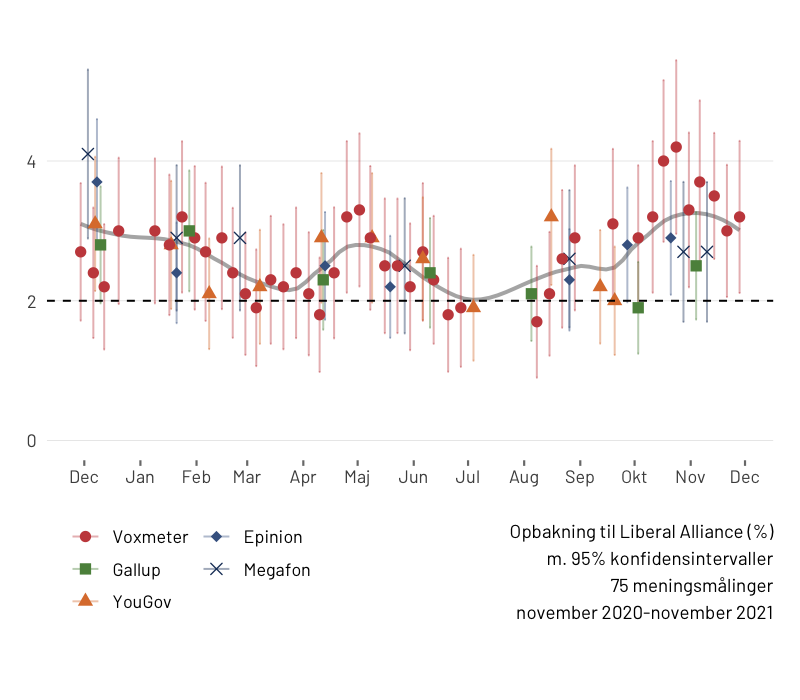 4
2
0
Dec Jan Feb Mar Apr Maj Jun Jul Aug Sep Okt Nov Dec
Voxmeter Epinion
Gallup Megafon
YouGov
Opbakning til Liberal Alliance (%)
m. 95% konfidensintervaller
75 meningsmålinger
november 2020-november 2021